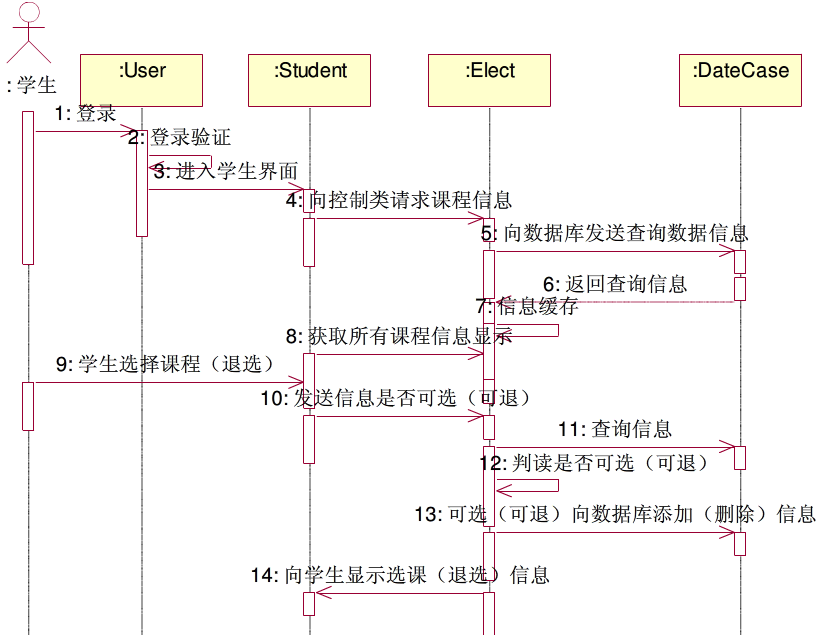 :User
:Student
:Elect
:DateCase
: 学生
1: 登录
2: 登录验证
3: 进入学生界面
4: 向控制类请求课程信息
5: 向数据库发送查询数据信息
6: 返回查询信息
7: 信息缓存
8: 获取所有课程信息显示
9: 学生选择课程（退选）
10: 发送信息是否可选（可退）
11: 查询信息
12: 判读是否可选（可退）
13: 可选（可退）向数据库添加（删除）信息
14: 向学生显示选课（退选）信息